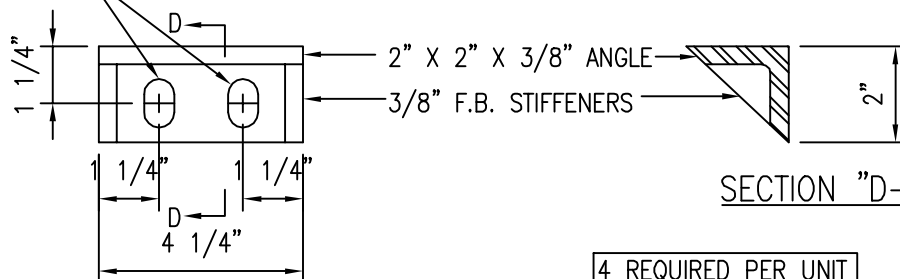 D
1 1/4”
2” X 2” X 3/8” ANGLE
3/8” F.B. STIFFENERS
2”
1 1/4”
1 1/4”
D
4 1/4”
SECTION ”D-
4 REQUIRED PER UNIT